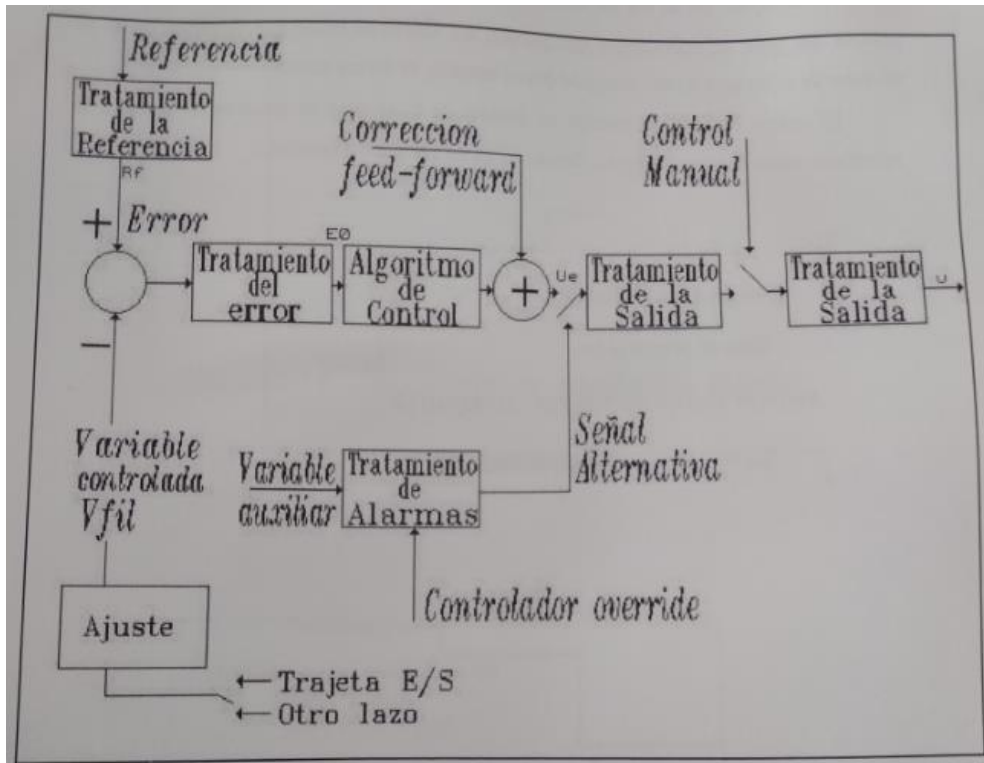 Referencia
Tratamiento
de la
Referencia
Rf
+
Error
Correccion
feed-forward
Control
Manual
Tratamiento
del
error
E0
Algoritmo
de
Control
+
Ue
Tratamiento
de la
Salida
Tratamiento
de la
Salida
U
−
Variable
controlada
Vfil
Variable
auxiliar
Tratamiento
de
Alarmas
Señal
Alternativa
Controlador override
Ajuste
Trajeta E/S
Otro lazo